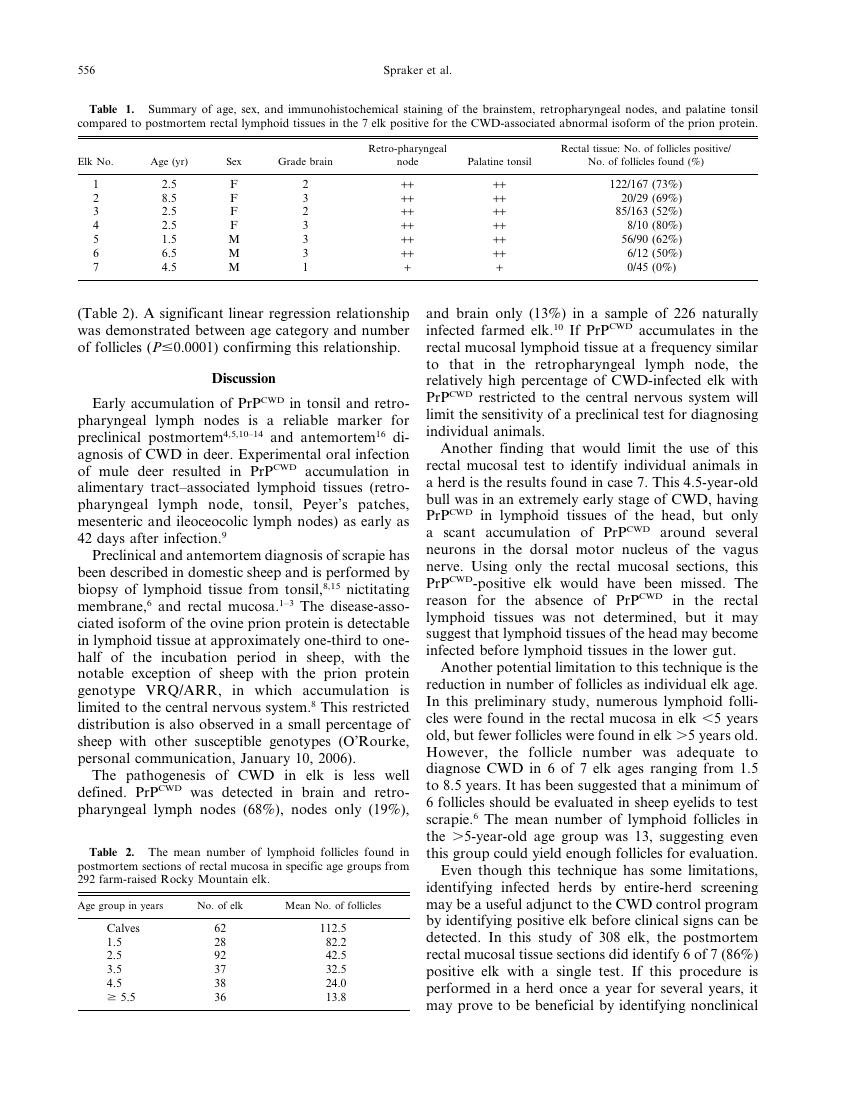 556
Spraker et al.
Table 1. Summary of age, sex, and immunohistochemical staining of the brainstem, retropharyngeal nodes, and palatine tonsil
compared to postmortem rectal lymphoid tissues in the 7 elk positive for the CWD-associated abnormal isoform of the prion protein.
Elk No. Age (yr) Sex Grade brain Retro-pharyngeal node Palatine tonsil Rectal tissue: No. of follicles positive/ No. of follicles found (%)
1 2.5 F 2 ++ ++ 122/167 (73%)
2 8.5 F 3 ++ ++ 20/29 (69%)
3 2.5 F 2 ++ ++ 85/163 (52%)
4 2.5 F 3 ++ ++ 8/10 (80%)
5 1.5 M 3 ++ ++ 56/90 (62%)
6 6.5 M 3 ++ ++ 6/12 (50%)
7 4.5 M 1 + + 0/45 (0%)
(Table 2). A significant linear regression relationship
was demonstrated between age category and number
of follicles (P≤0.0001) confirming this relationship.
Discussion
Early accumulation of PrPCWD in tonsil and retro-
pharyngeal lymph nodes is a reliable marker for
preclinical postmortem4,5,10–14 and antemortem16 di-
agnosis of CWD in deer. Experimental oral infection
of mule deer resulted in PrPCWD accumulation in
alimentary tract–associated lymphoid tissues (retro-
pharyngeal lymph node, tonsil, Peyer's patches,
mesenteric and ileoceocolic lymph nodes) as early as
42 days after infection.9
Preclinical and antemortem diagnosis of scrapie has
been described in domestic sheep and is performed by
biopsy of lymphoid tissue from tonsil,8,15 nictitating
membrane,6 and rectal mucosa.1–3 The disease-asso-
ciated isoform of the ovine prion protein is detectable
in lymphoid tissue at approximately one-third to one-
half of the incubation period in sheep, with the
notable exception of sheep with the prion protein
genotype VRQ/ARR, in which accumulation is
limited to the central nervous system.8 This restricted
distribution is also observed in a small percentage of
sheep with other susceptible genotypes (O'Rourke,
personal communication, January 10, 2006).
The pathogenesis of CWD in elk is less well
defined. PrPCWD was detected in brain and retro-
pharyngeal lymph nodes (68%), nodes only (19%),
Table 2. The mean number of lymphoid follicles found in
postmortem sections of rectal mucosa in specific age groups from
292 farm-raised Rocky Mountain elk.
Age group in years No. of elk Mean No. of follicles
Calves 62 112.5
1.5 28 82.2
2.5 92 42.5
3.5 37 32.5
4.5 38 24.0
≥ 5.5 36 13.8
and brain only (13%) in a sample of 226 naturally
infected farmed elk.10 If PrPCWD accumulates in the
rectal mucosal lymphoid tissue at a frequency similar
to that in the retropharyngeal lymph node, the
relatively high percentage of CWD-infected elk with
PrPCWD restricted to the central nervous system will
limit the sensitivity of a preclinical test for diagnosing
individual animals.
Another finding that would limit the use of this
rectal mucosal test to identify individual animals in
a herd is the results found in case 7. This 4.5-year-old
bull was in an extremely early stage of CWD, having
PrPCWD in lymphoid tissues of the head, but only
a scant accumulation of PrPCWD around several
neurons in the dorsal motor nucleus of the vagus
nerve. Using only the rectal mucosal sections, this
PrPCWD-positive elk would have been missed. The
reason for the absence of PrPCWD in the rectal
lymphoid tissues was not determined, but it may
suggest that lymphoid tissues of the head may become
infected before lymphoid tissues in the lower gut.
Another potential limitation to this technique is the
reduction in number of follicles as individual elk age.
In this preliminary study, numerous lymphoid folli-
cles were found in the rectal mucosa in elk <5 years
old, but fewer follicles were found in elk >5 years old.
However, the follicle number was adequate to
diagnose CWD in 6 of 7 elk ages ranging from 1.5
to 8.5 years. It has been suggested that a minimum of
6 follicles should be evaluated in sheep eyelids to test
scrapie.6 The mean number of lymphoid follicles in
the >5-year-old age group was 13, suggesting even
this group could yield enough follicles for evaluation.
Even though this technique has some limitations,
identifying infected herds by entire-herd screening
may be a useful adjunct to the CWD control program
by identifying positive elk before clinical signs can be
detected. In this study of 308 elk, the postmortem
rectal mucosal tissue sections did identify 6 of 7 (86%)
positive elk with a single test. If this procedure is
performed in a herd once a year for several years, it
may prove to be beneficial by identifying nonclinical